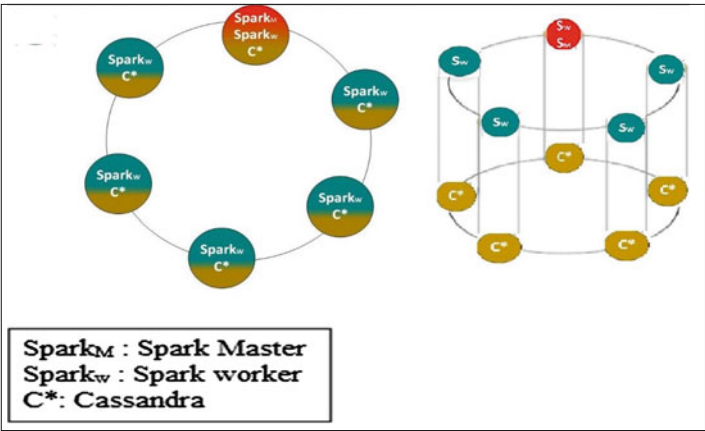 Spark_M
Spark_W
C*
Spark_W
C*
Spark_W
C*
Spark_W
C*
Spark_W
C*
Spark_W
C*
S_W
S_M
S_W
S_W
S_W
S_W
C*
C*
C*
C*
C*
Spark_M : Spark Master
Spark_w : Spark worker
C*: Cassandra